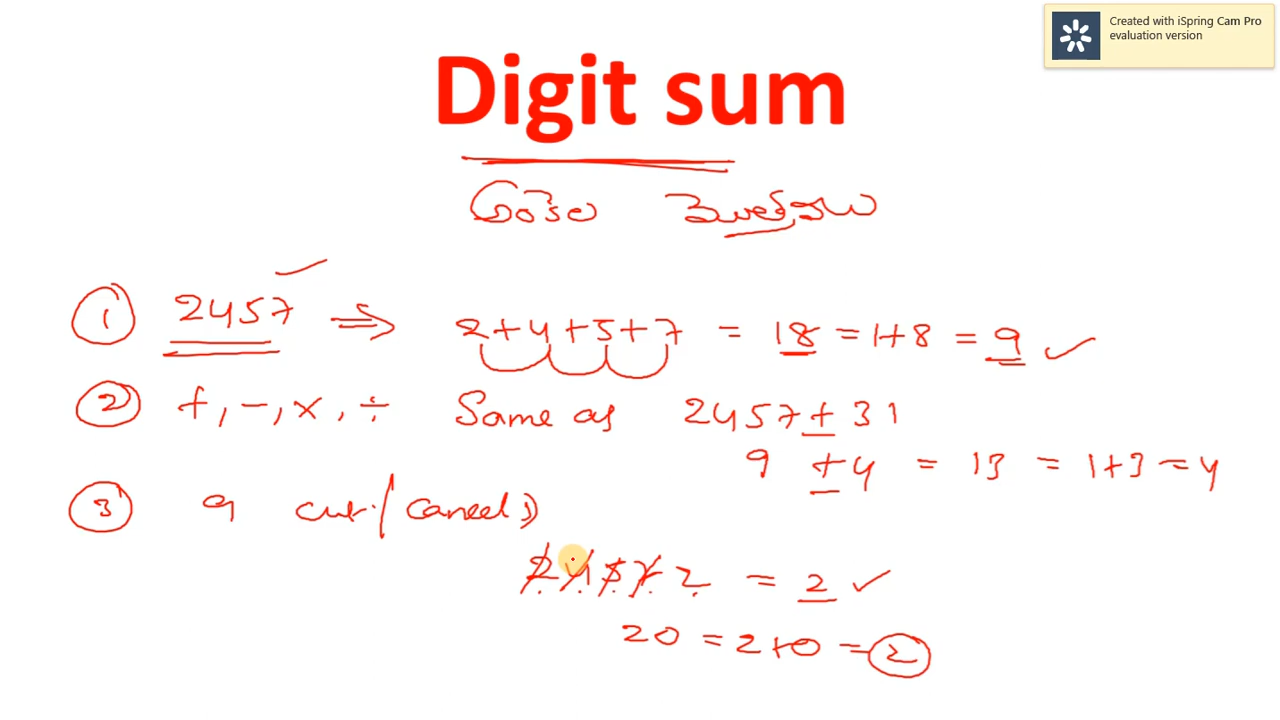 Created with iSpring Cam Pro
evaluation version
Digit sum
అంకెల మొత్తం
① 2457 ✓ ⇒ 2+4+5+7 = 18 = 1+8 = 9 ✓
② +, -, ×, ÷ Same as 2457 + 31
9 + 4 = 13 = 1+3 = 4
③ 9 cut/
24572 = 2 ✓
20 = 2+0 = 2